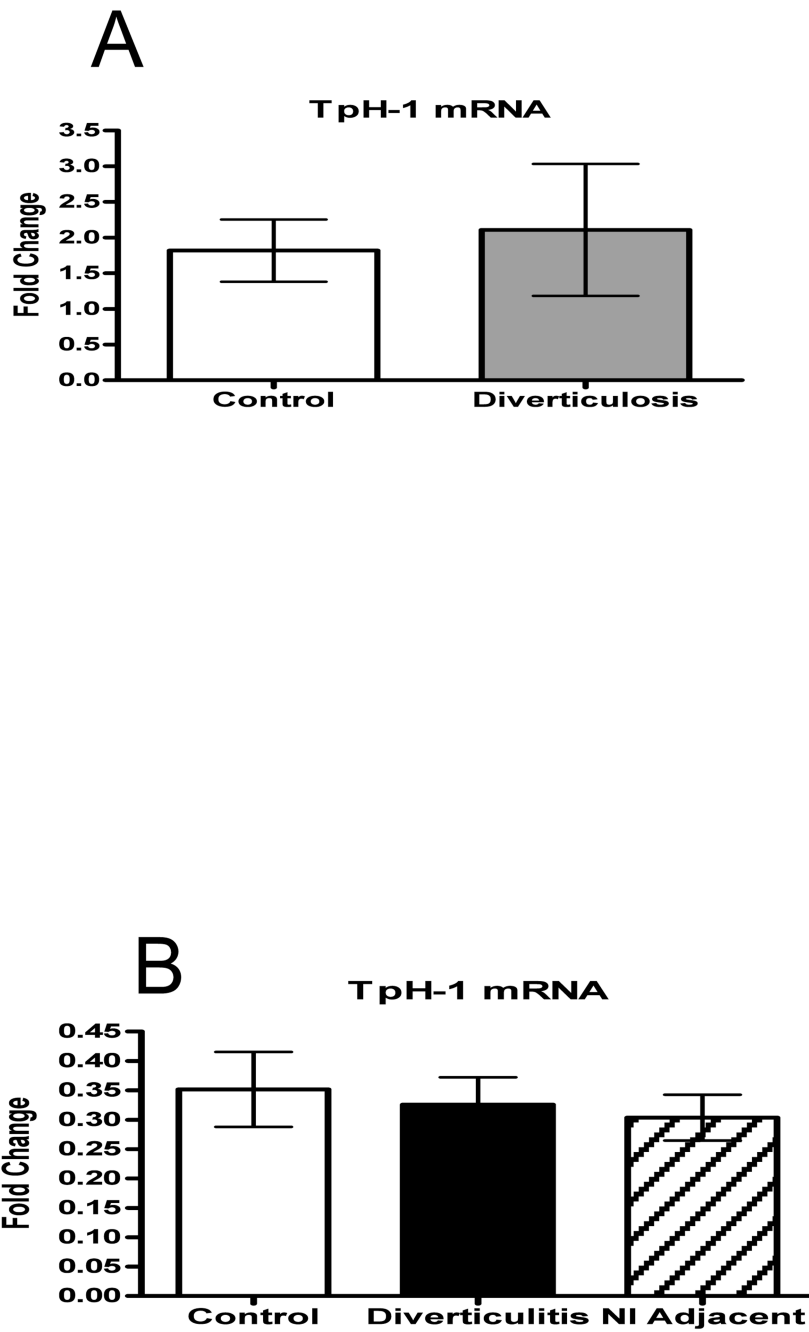 A
TpH-1 mRNA
Fold Change
3.5
3.0
2.5
2.0
1.5
1.0
0.5
0.0
Control Diverticulosis
B
TpH-1 mRNA
Fold Change
0.45
0.40
0.35
0.30
0.25
0.20
0.15
0.10
0.05
0.00
Control Diverticulitis NI Adjacent